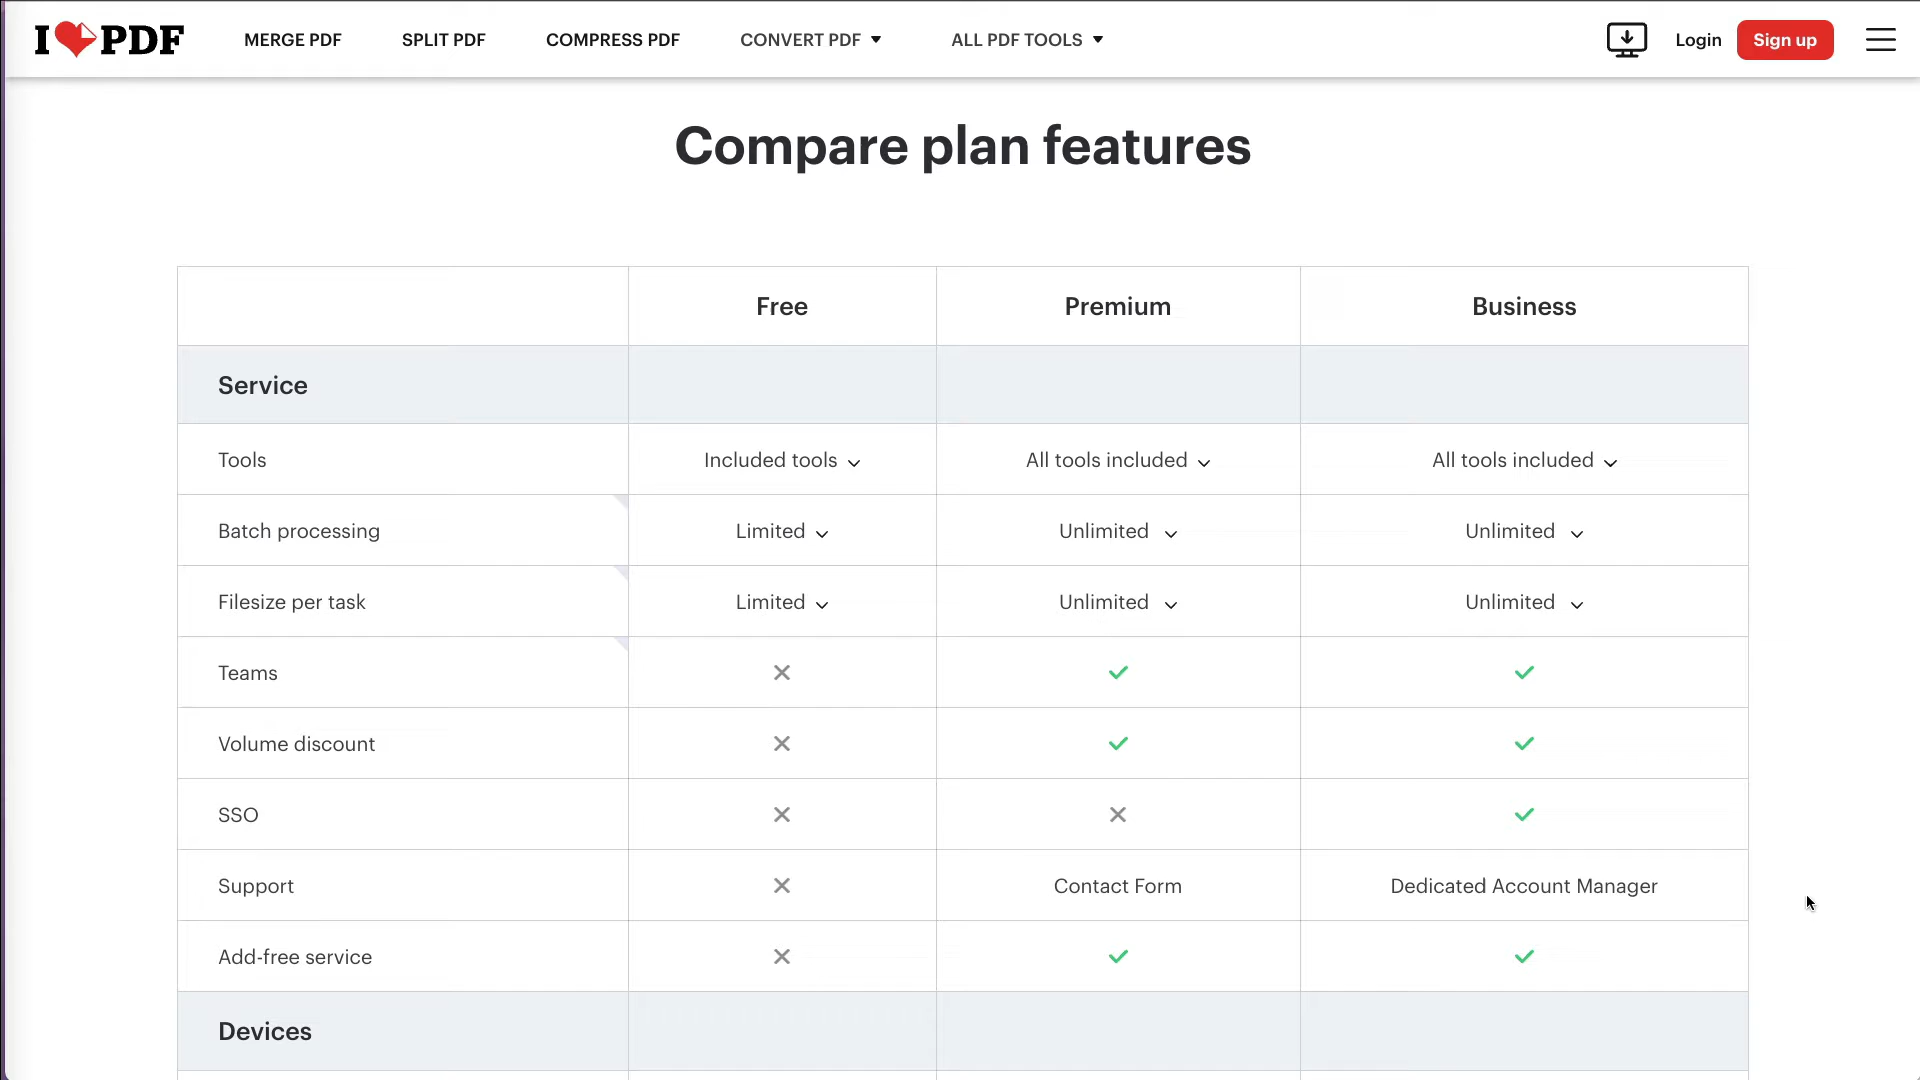 I PDF MERGE PDF SPLIT PDF COMPRESS PDF CONVERT PDF ALL PDF TOOLS Login Sign up
Compare plan features
Free Premium Business
Service
Tools Included tools All tools included All tools included
Batch processing Limited Unlimited Unlimited
Filesize per task Limited Unlimited Unlimited
Teams
Volume discount
SSO
Support Contact Form Dedicated Account Manager
Add-free service
Devices